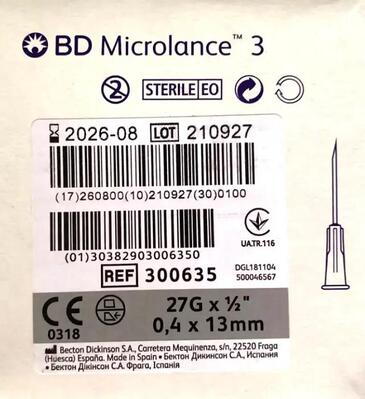 BD Microlance™ 3
2 STERILE EO
2026-08 LOT 210927
(17)260800(10)210927(30)0100
(01)30382903006350
UA.TR.116
REF 300635
DGL181104
500046567
CE
0318
27G x ½"
0,4 x 13mm
Becton Dickinson S.A., Carretera Mequinenza, s/n, 22520 Fraga
(Huesca) España. Made in Spain • Бектон Дикинсон С.А., Испания
• Бектон Дікінсон С.А. Фрага, Іспанія